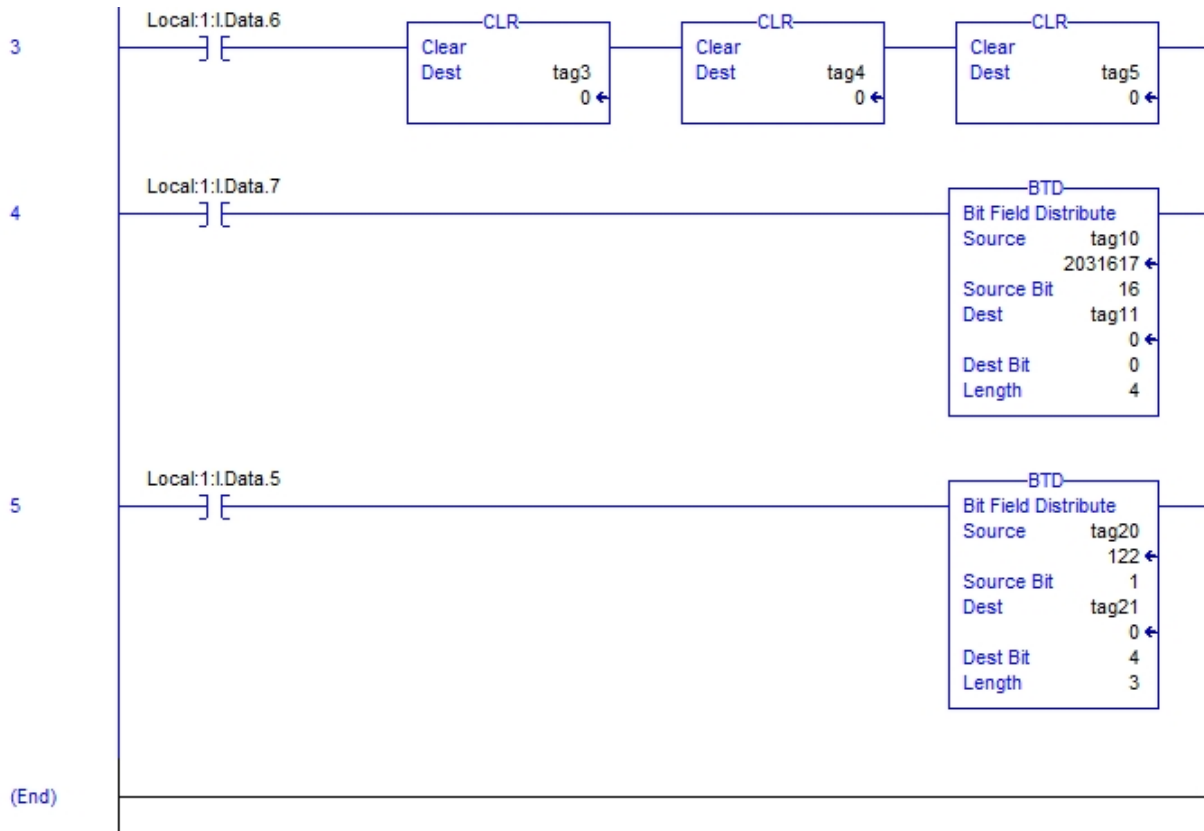 Local:1:I.Data.6
CLR CLR CLR
3 Clear Clear Clear
Dest tag3 Dest tag4 Dest tag5
0 0 0
Local:1:I.Data.7
BTD
4 Bit Field Distribute
Source tag10
2031617
Source Bit 16
Dest tag11
0
Dest Bit 0
Length 4
Local:1:I.Data.5
BTD
5 Bit Field Distribute
Source tag20
122
Source Bit 1
Dest tag21
0
Dest Bit 4
Length 3
(End)